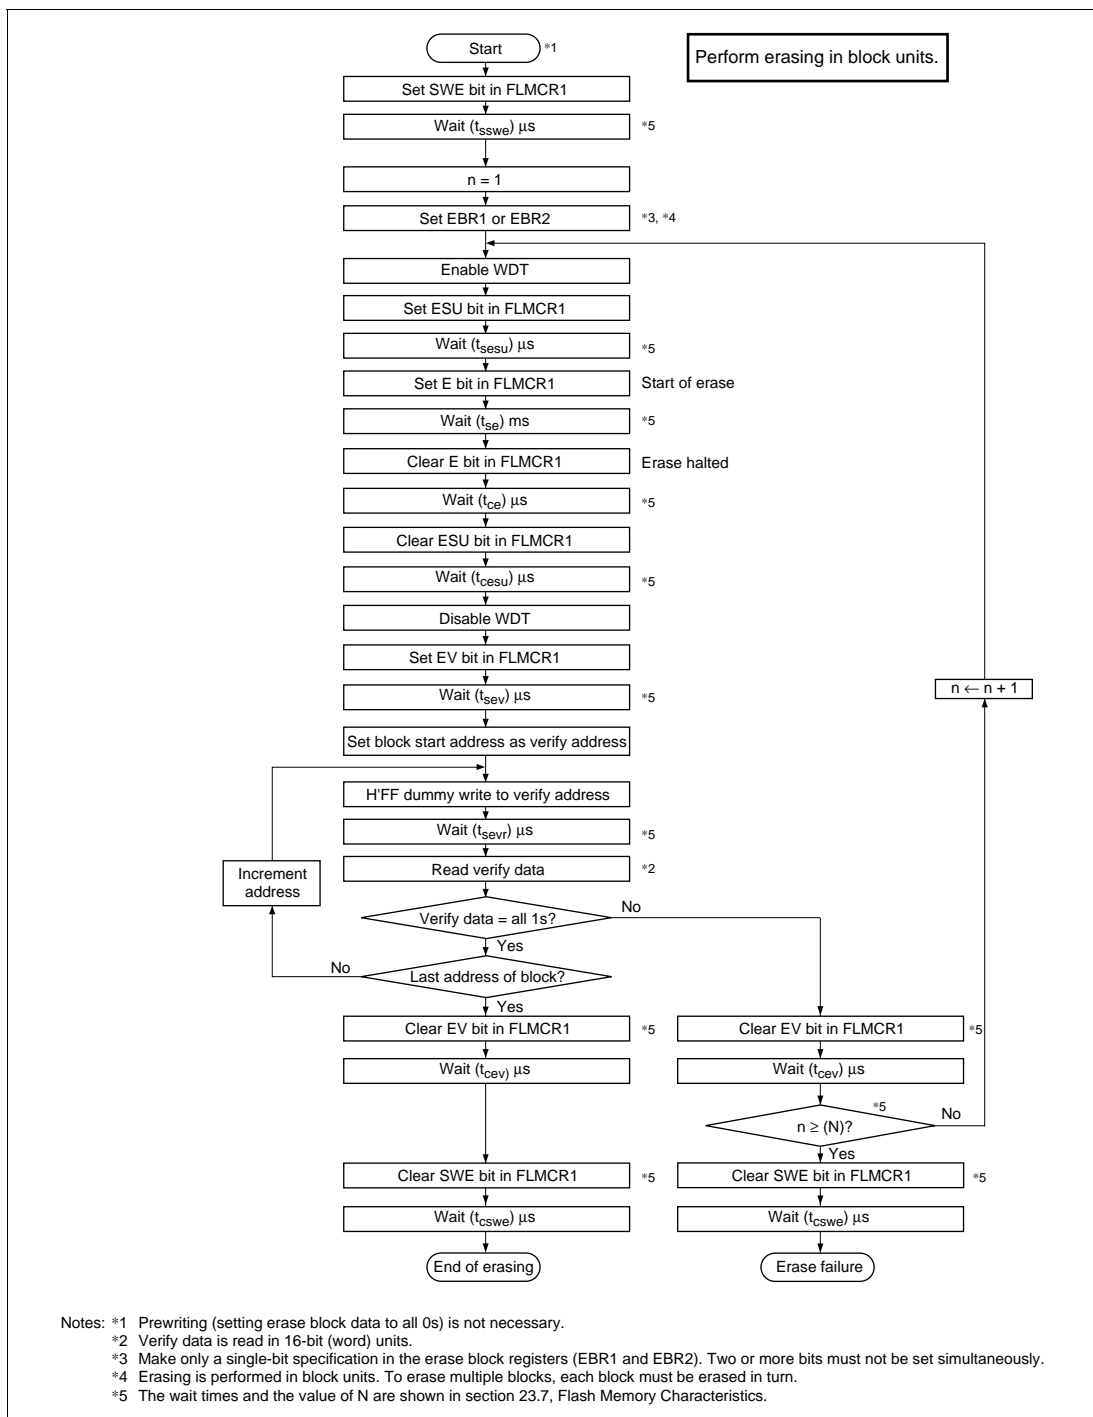 Start *1
Perform erasing in block units.
Set SWE bit in FLMCR1
Wait (tsswe) μs *5
n = 1
Set EBR1 or EBR2 *3, *4
Enable WDT
Set ESU bit in FLMCR1
Wait (tsesu) μs *5
Set E bit in FLMCR1 Start of erase
Wait (tse) ms *5
Clear E bit in FLMCR1 Erase halted
Wait (tce) μs *5
Clear ESU bit in FLMCR1
Wait (tcesu) μs *5
Disable WDT
Set EV bit in FLMCR1
Wait (tsev) μs *5
n ← n + 1
Set block start address as verify address
H'FF dummy write to verify address
Wait (tsevr) μs *5
Read verify data *2
Increment
address
Verify data = all 1s?
No
Yes
Last address of block?
No
Yes
Clear EV bit in FLMCR1 *5
Clear EV bit in FLMCR1 *5
Wait (tcev) μs
Wait (tcev) μs
n ≥ (N)? *5
No
Yes
Clear SWE bit in FLMCR1 *5
Clear SWE bit in FLMCR1 *5
Wait (tcswe) μs
Wait (tcswe) μs
End of erasing
Erase failure
Notes: *1 Prewriting (setting erase block data to all 0s) is not necessary.
*2 Verify data is read in 16-bit (word) units.
*3 Make only a single-bit specification in the erase block registers (EBR1 and EBR2). Two or more bits must not be set simultaneously.
*4 Erasing is performed in block units. To erase multiple blocks, each block must be erased in turn.
*5 The wait times and the value of N are shown in section 23.7, Flash Memory Characteristics.